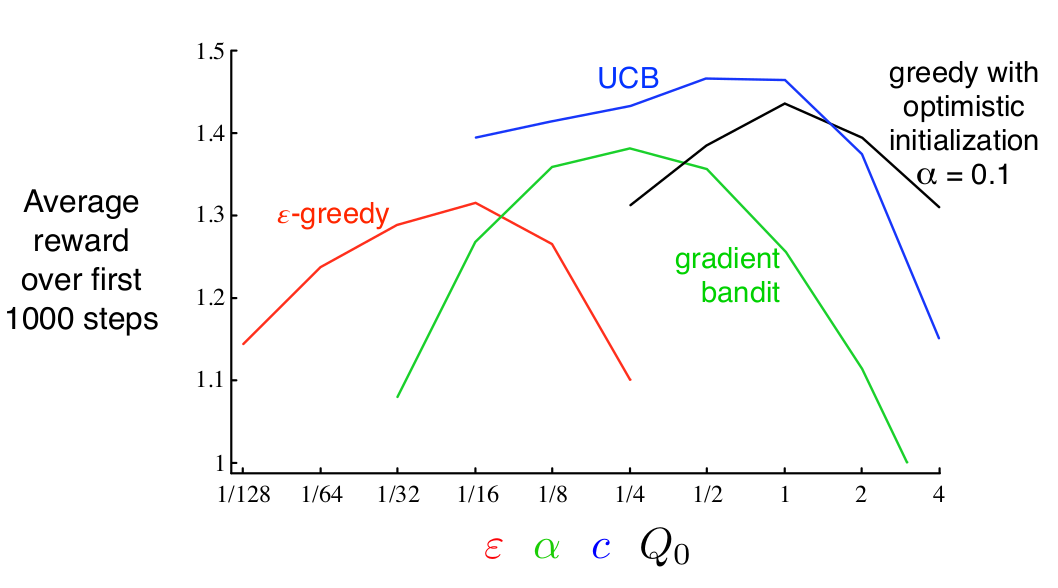 Average
reward
over first
1000 steps
1.5
1.4
1.3
1.2
1.1
1
ε-greedy
UCB
gradient
bandit
greedy with
optimistic
initialization
α = 0.1
1/128 1/64 1/32 1/16 1/8 1/4 1/2 1 2 4
ε α c Q₀